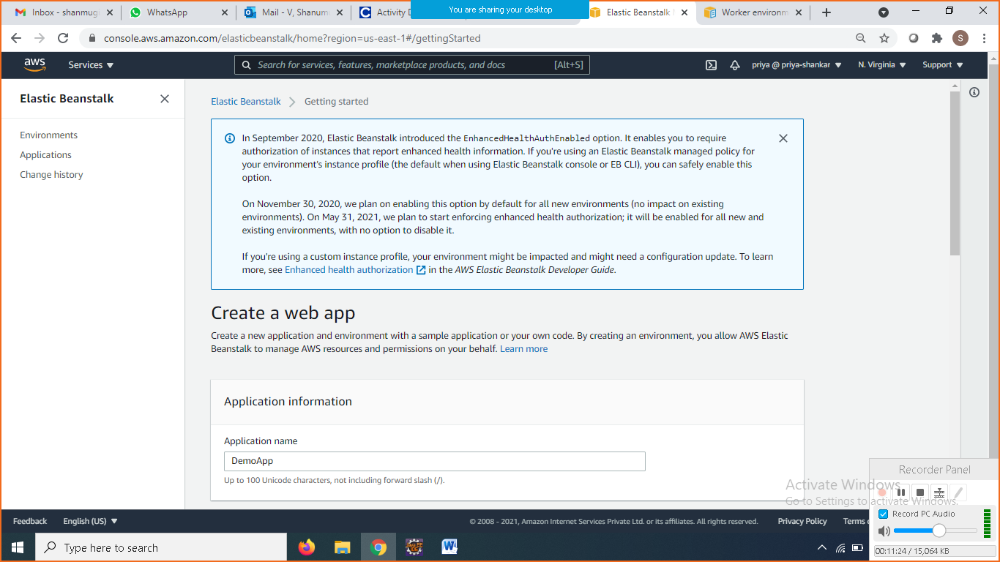 Inbox - shanmugi
WhatsApp
Mail - V, Shanum
Activity D
You are sharing your desktop
Elastic Beanstalk
Worker environm
console.aws.amazon.com/elasticbeanstalk/home?region=us-east-1#/gettingStarted
S
aws
Services
Search for services, features, marketplace products, and docs
[Alt+S]
priya @ priya-shankar
N. Virginia
Support
Elastic Beanstalk
Environments
Applications
Change history
Elastic Beanstalk
Getting started
In September 2020, Elastic Beanstalk introduced the EnhancedHealthAuthEnabled option. It enables you to require
authorization of instances that report enhanced health information. If you're using an Elastic Beanstalk managed policy for
your environment's instance profile (the default when using Elastic Beanstalk console or EB CLI), you can safely enable this
option.
On November 30, 2020, we plan on enabling this option by default for all new environments (no impact on existing
environments). On May 31, 2021, we plan to start enforcing enhanced health authorization; it will be enabled for all new and
existing environments, with no option to disable it.
If you're using a custom instance profile, your environment might be impacted and might need a configuration update. To learn
more, see Enhanced health authorization in the AWS Elastic Beanstalk Developer Guide.
Create a web app
Create a new application and environment with a sample application or your own code. By creating an environment, you allow AWS Elastic
Beanstalk to manage AWS resources and permissions on your behalf. Learn more
Application information
Application name
DemoApp
Up to 100 Unicode characters, not including forward slash (/).
Recorder Panel
Activate Windows
Go to Settings to activate Windows.
Record PC Audio
00:11:24 / 15,064 KB
Feedback
English (US)
© 2008 - 2021, Amazon Internet Services Private Ltd. or its affiliates. All rights reserved.
Privacy Policy
Terms
Type here to search